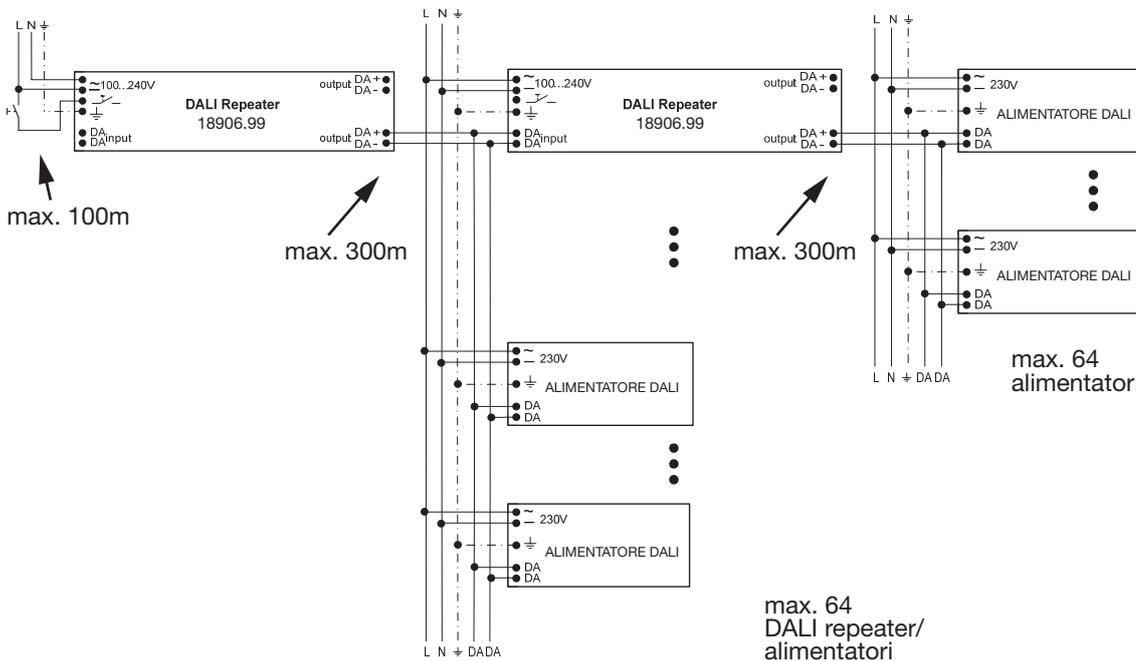 L N ⏚
~ 100...240V
–
⏚
DA input
DA
DALI Repeater
18906.99
output DA +
DA -
output DA +
DA -
max. 100m
max. 300m
L N ⏚
~ 100...240V
–
⏚
DA input
DA
DALI Repeater
18906.99
output DA +
DA -
output DA +
DA -
max. 300m
L N ⏚
~ 230V
–
⏚ ALIMENTATORE DALI
DA
DA
~ 230V
–
⏚ ALIMENTATORE DALI
DA
DA
L N ⏚ DA DA
max. 64
alimentator
~ 230V
–
⏚ ALIMENTATORE DALI
DA
DA
~ 230V
–
⏚ ALIMENTATORE DALI
DA
DA
L N ⏚ DA DA
max. 64
DALI repeater/
alimentatori